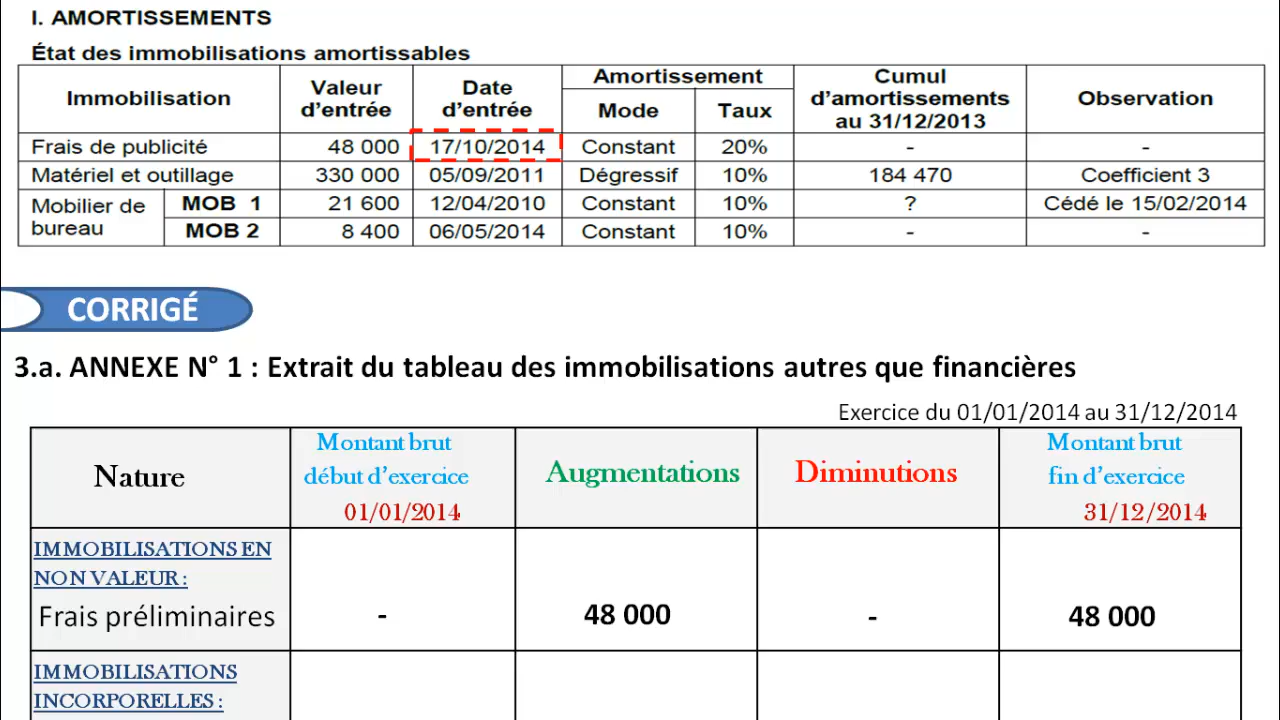 I. AMORTISSEMENTS
État des immobilisations amortissables
Immobilisation Valeur d'entrée Date d'entrée Amortissement Mode Taux Cumul d'amortissements au 31/12/2013 Observation
Frais de publicité 48 000 17/10/2014 Constant 20% - -
Matériel et outillage 330 000 05/09/2011 Dégressif 10% 184 470 Coefficient 3
Mobilier de bureau MOB 1 21 600 12/04/2010 Constant 10% ? Cédé le 15/02/2014
MOB 2 8 400 06/05/2014 Constant 10% - -
CORRIGÉ
3.a. ANNEXE N° 1 : Extrait du tableau des immobilisations autres que financières
Exercice du 01/01/2014 au 31/12/2014
Nature Montant brut début d'exercice 01/01/2014 Augmentations Diminutions Montant brut fin d'exercice 31/12/2014
IMMOBILISATIONS EN
NON VALEUR :
Frais préliminaires - 48 000 - 48 000
IMMOBILISATIONS
INCORPORELLES :